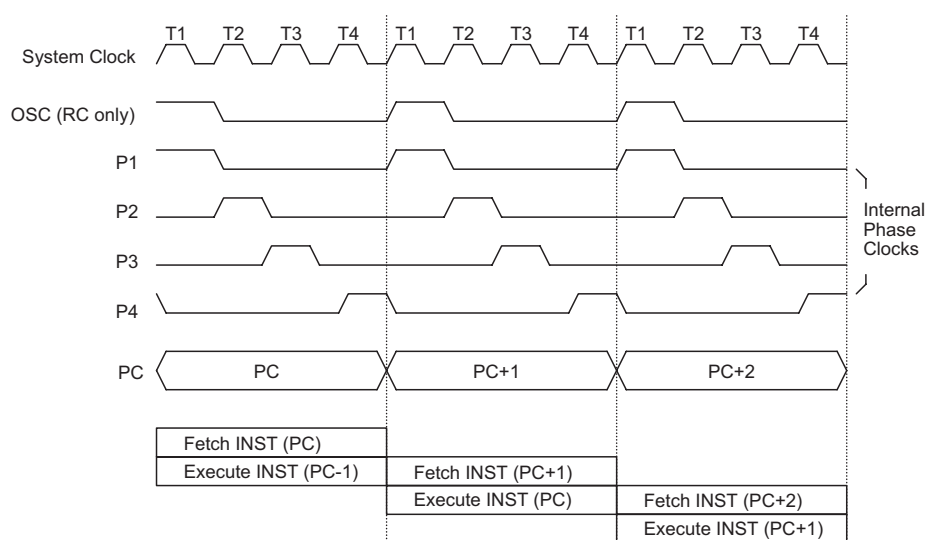 T1 T2 T3 T4 T1 T2 T3 T4 T1 T2 T3 T4
System Clock
OSC (RC only)
P1
P2
P3
P4
Internal
Phase
Clocks
PC PC PC+1 PC+2
Fetch INST (PC)
Execute INST (PC-1) Fetch INST (PC+1)
Execute INST (PC) Fetch INST (PC+2)
Execute INST (PC+1)